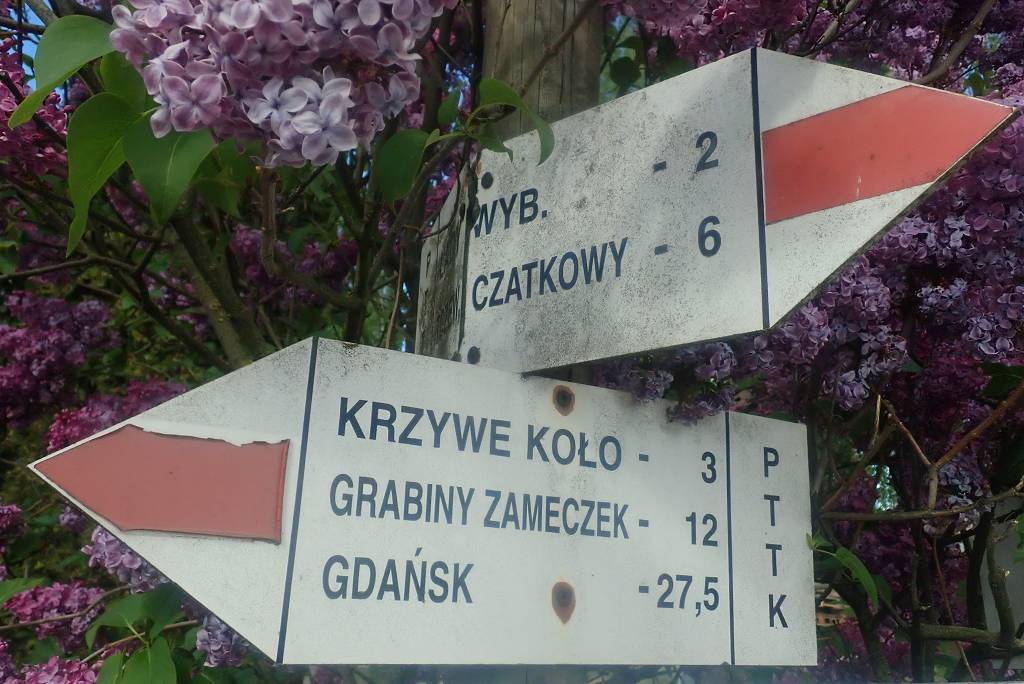 WYB. - 2
CZATKOWY - 6
KRZYWE KOŁO - 3
GRABINY ZAMECZEK - 12
GDAŃSK - 27,5
PTTK